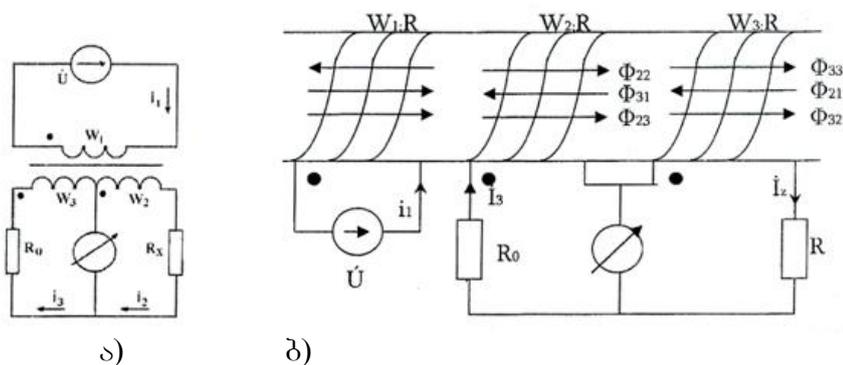 U̇
i₁
W₁
W₃ W₂
R₀ Rₓ
i₃ i₂
ა)
W₁;R W₂;R W₃;R
Φ₂₂ Φ₃₃
Φ₃₁ Φ₂₁
Φ₂₃ Φ₃₂
i₁ İ₃ İ₂
R₀ R
Ú
ბ)